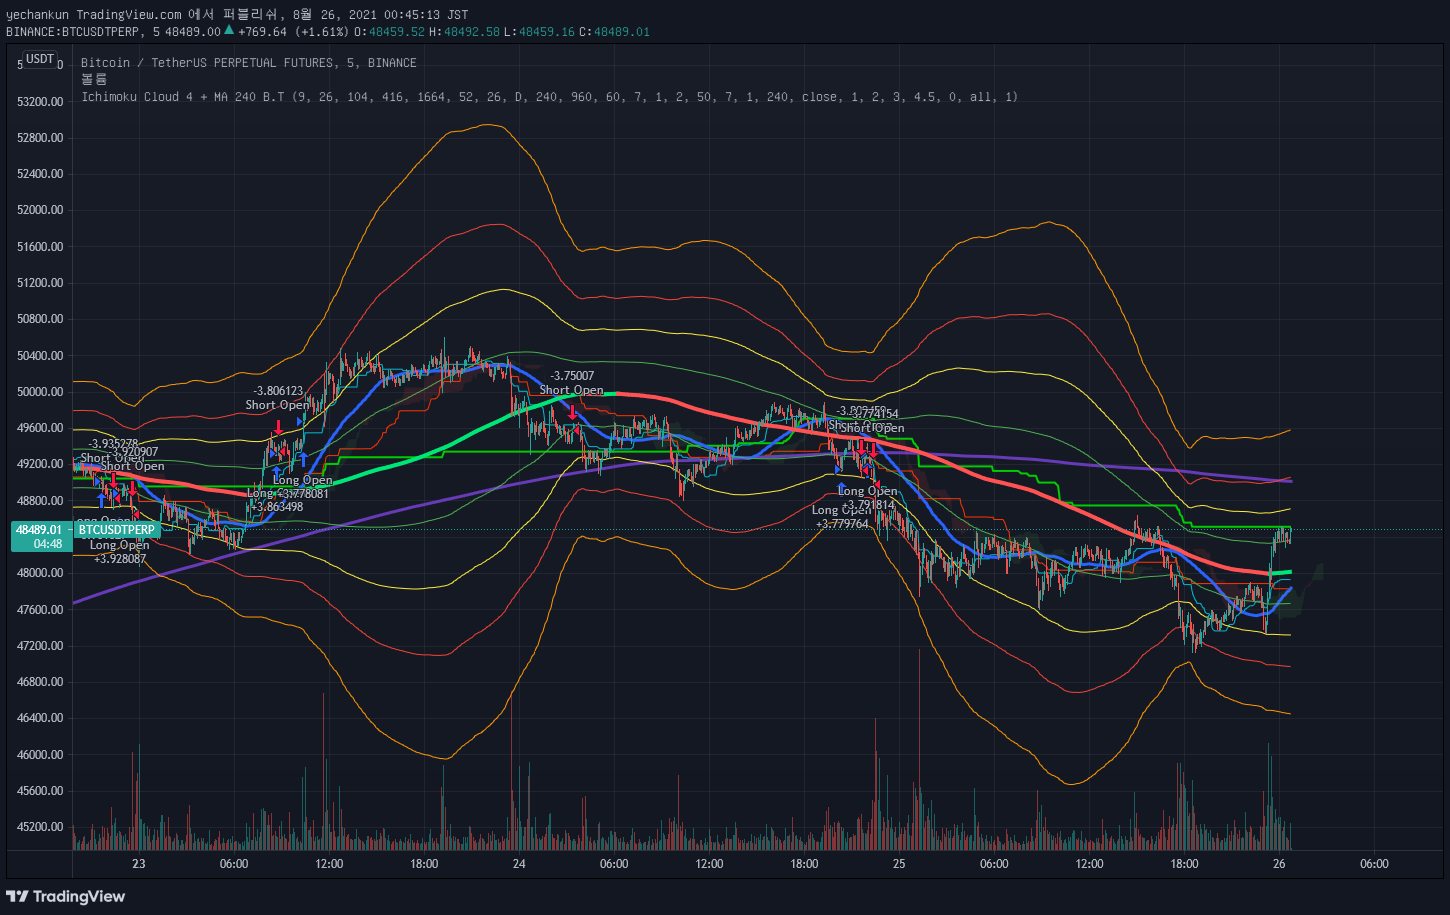 yechankun TradingView.com 에서 퍼블리쉬, 8월 26, 2021 00:45:13 JST
BINANCE:BTCUSDTPERP, 5 48489.00 ▲ +769.64 (+1.61%) O:48459.52 H:48492.58 L:48459.16 C:48489.01
USDT
Bitcoin / TetherUS PERPETUAL FUTURES, 5, BINANCE
볼륨
Ichimoku Cloud 4 + MA 240 B.T (9, 26, 104, 416, 1664, 52, 26, D, 240, 960, 60, 7, 1, 2, 50, 7, 1, 240, close, 1, 2, 3, 4.5, 0, all, 1)
53200.00
52800.00
52400.00
52000.00
51600.00
51200.00
50800.00
50400.00
50000.00
49600.00
49200.00
48800.00
48489.01
04:48
BTCUSDTPERP
48000.00
47600.00
47200.00
46800.00
46400.00
46000.00
45600.00
45200.00
-3.935278
-3.920907
Short Open
Long Open
+3.928087
-3.806123
Short Open
Long Open
+3.778081
+3.863498
-3.75007
Short Open
-3.774154
Short Open
Long Open
+3.791814
Long Open
+3.779764
23
06:00
12:00
18:00
24
06:00
12:00
18:00
25
06:00
12:00
18:00
26
06:00
TradingView